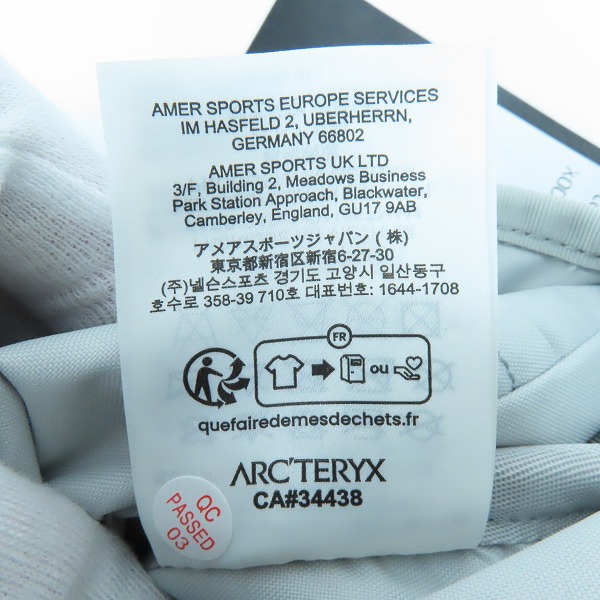 AMER SPORTS EUROPE SERVICES
IM HASFELD 2, UBERHERRN,
GERMANY 66802
AMER SPORTS UK LTD
3/F, Building 2, Meadows Business
Park Station Approach, Blackwater,
Camberley, England, GU17 9AB
アメアスポーツジャパン (株)
東京都新宿区新宿6-27-30
(주)넬슨스포츠 경기도 고양시 일산동구
호수로 358-39 710호 대표번호: 1644-1708
FR
ou
quefairedemesdechets.fr
ARC'TERYX
CA#34438
QC
PASSED
03